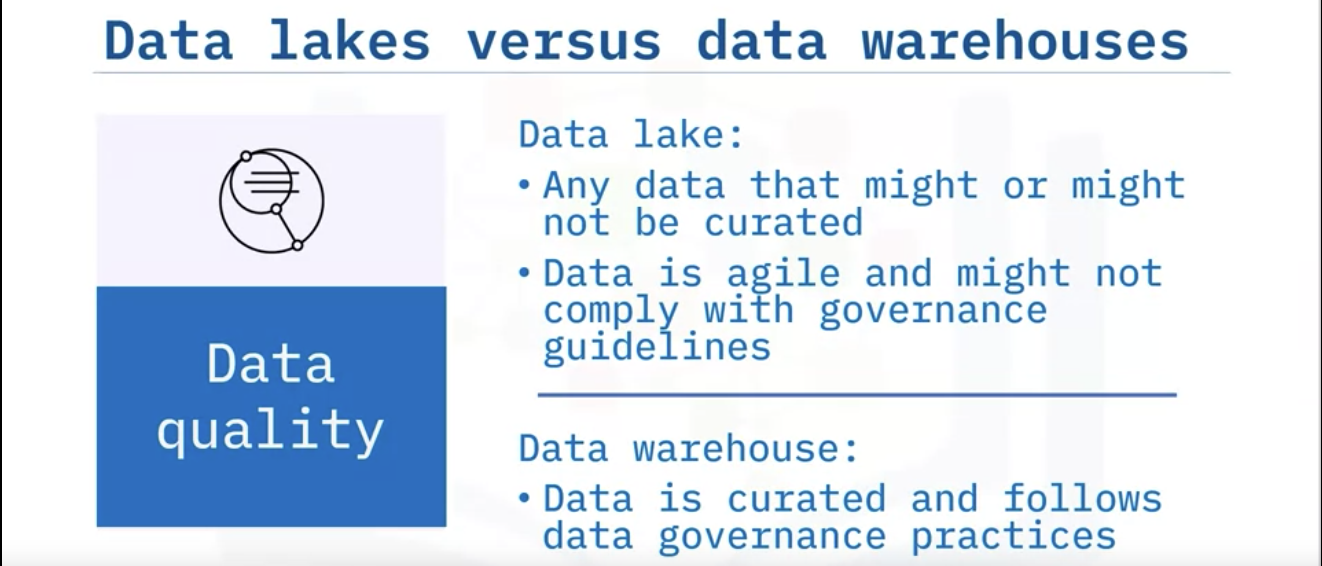 Data lakes versus data warehouses
Data
quality
Data lake:
• Any data that might or might
not be curated
• Data is agile and might not
comply with governance
guidelines
Data warehouse:
• Data is curated and follows
data governance practices